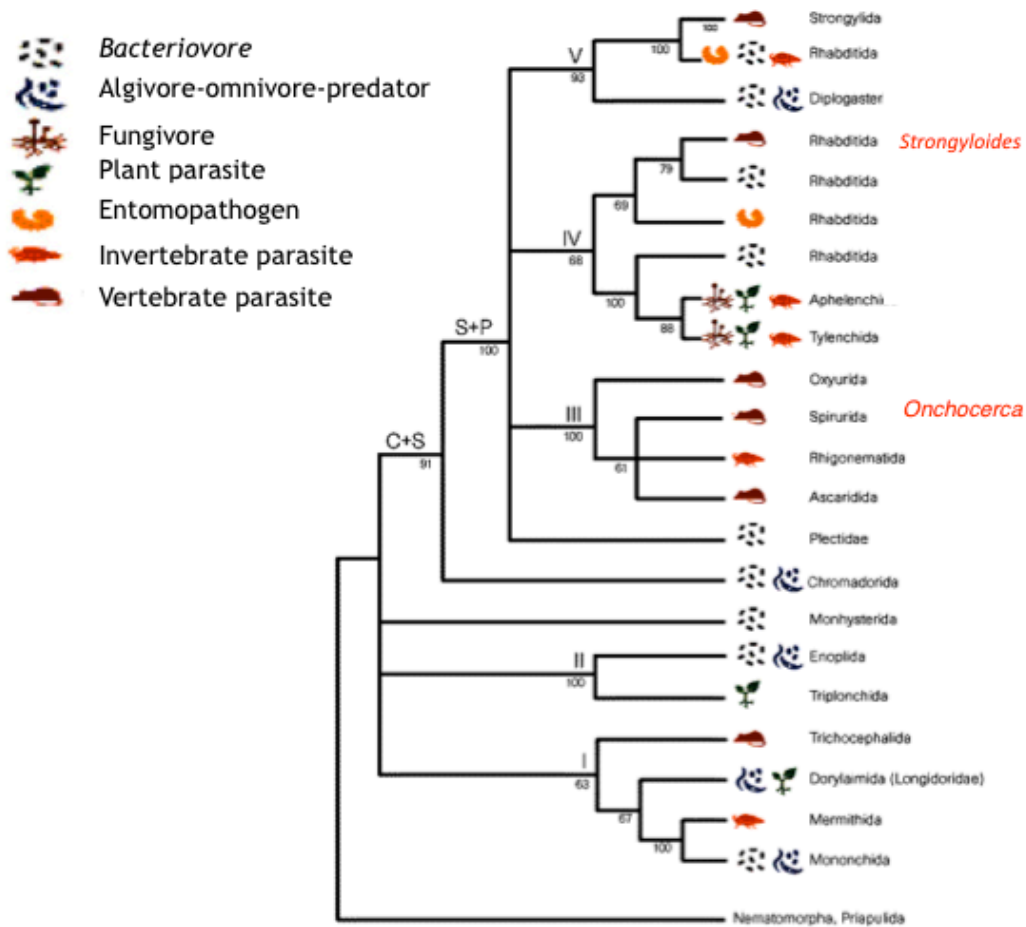 Bacteriovore
Algivore-omnivore-predator
Fungivore
Plant parasite
Entomopathogen
Invertebrate parasite
Vertebrate parasite
Strongylida
100
100
Rhabditida
V
93
Diplogaster
Rhabditida Strongyloides
79
Rhabditida
69
Rhabditida
IV
68
Rhabditida
100
Aphelenchi
88
Tylenchida
S+P
100
Oxyurida
Spirurida Onchocerca
III
100
Rhigonematida
61
Ascaridida
C+S
91
Plectidae
Chromadorida
Monhysterida
Enoplida
II
100
Triplonchida
Trichocephalida
I
63
Dorylaimida (Longidoridae)
67
Mermithida
100
Mononchida
Nematomorpha, Priapulida